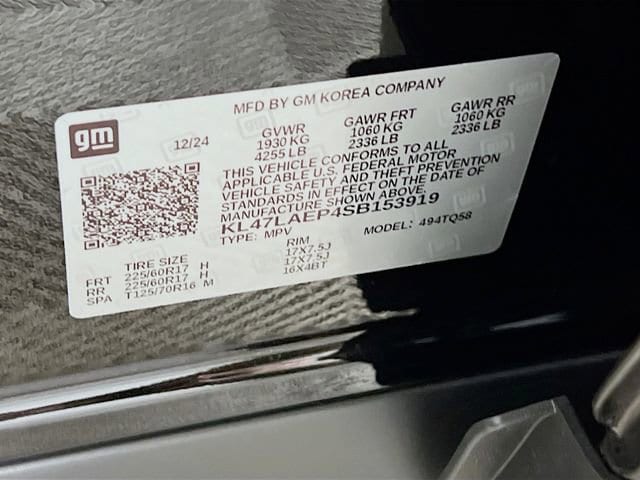 MFD BY GM KOREA COMPANY
gm
12/24
GVWR GAWR FRT GAWR RR
1930 KG 1060 KG 1060 KG
4255 LB 2336 LB 2336 LB
THIS VEHICLE CONFORMS TO ALL
APPLICABLE U.S. FEDERAL MOTOR
VEHICLE SAFETY AND THEFT PREVENTION
STANDARDS IN EFFECT ON THE DATE OF
MANUFACTURE SHOWN ABOVE.
KL47LAEP4SB153919
TYPE: MPV MODEL: 494TQ58
TIRE SIZE RIM
FRT 225/60R17 H 17X7.5J
RR 225/60R17 H 17X7.5J
SPA T125/70R16 M 16X4BT